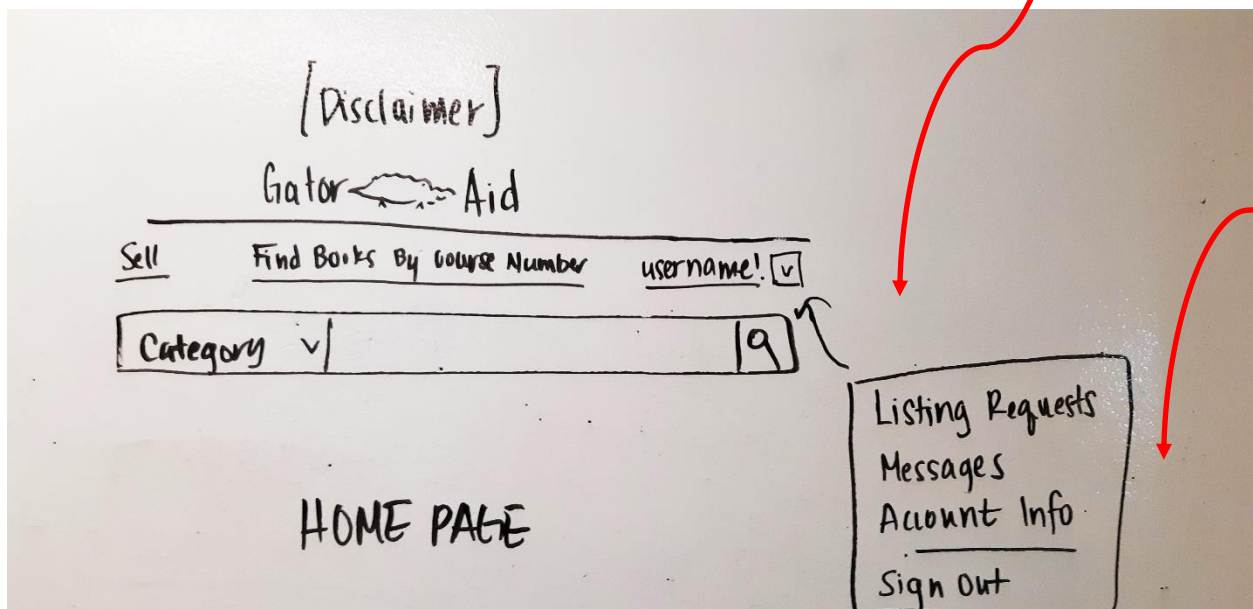 [Disclaimer]
Gator Aid
Sell Find Books By Course Number username! v
Category v
Listing Requests
Messages
Account Info
Sign Out
HOME PAGE